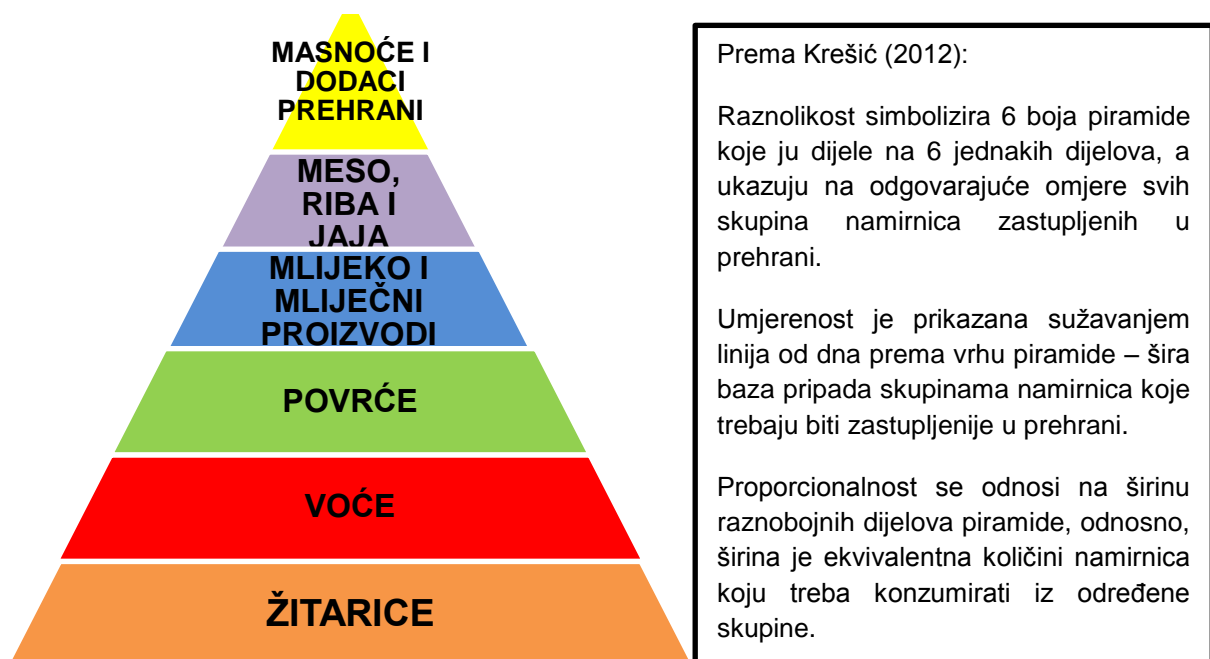 MASNOĆE I
DODACI
PREHRANI
MESO,
RIBA I
JAJA
MLIJEKO I
MLIJEČNI
PROIZVODI
POVRĆE
VOĆE
ŽITARICE
Prema Krešić (2012):
Raznolikost simbolizira 6 boja piramide
koje ju dijele na 6 jednakih dijelova, a
ukazuju na odgovarajuće omjere svih
skupina namirnica zastupljenih u
prehrani.
Umjerenost je prikazana sužavanjem
linija od dna prema vrhu piramide – šira
baza pripada skupinama namirnica koje
trebaju biti zastupljenije u prehrani.
Proporcionalnost se odnosi na širinu
raznobojnih dijelova piramide, odnosno,
širina je ekvivalentna količini namirnica
koju treba konzumirati iz određene
skupine.